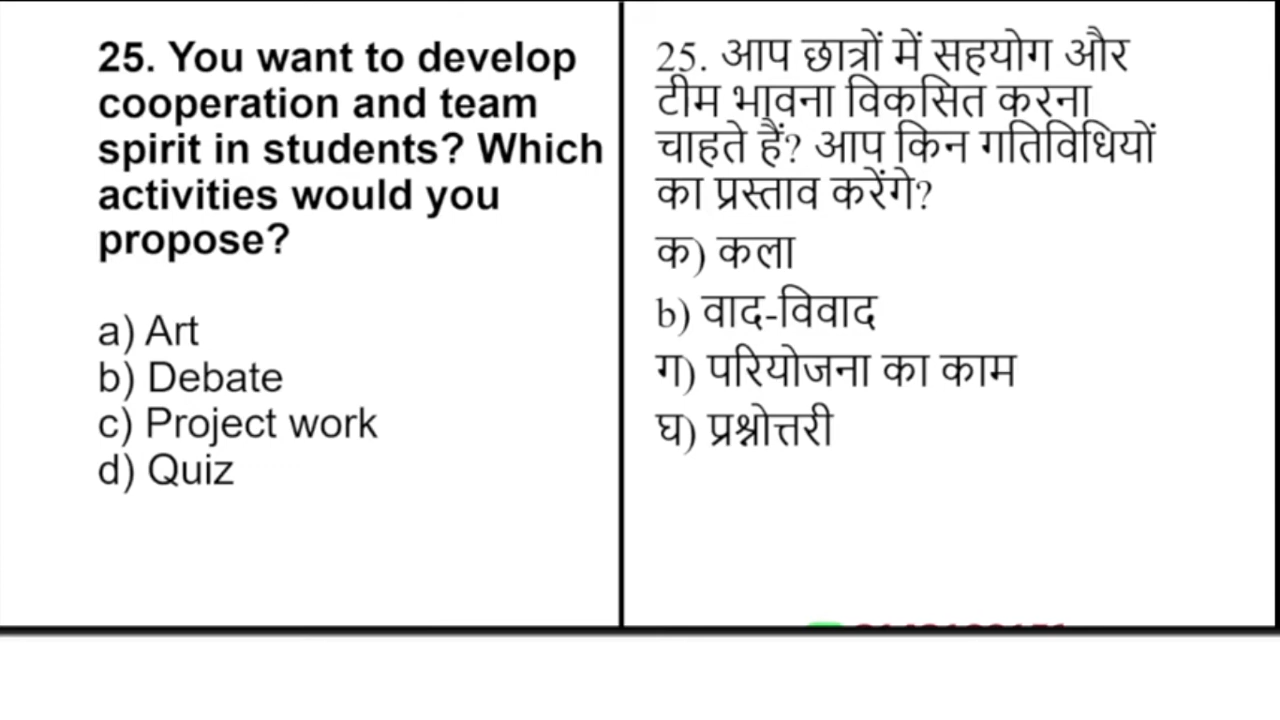 25. You want to develop
cooperation and team
spirit in students? Which
activities would you
propose?
a) Art
b) Debate
c) Project work
d) Quiz
25. आप छात्रों में सहयोग और
टीम भावना विकसित करना
चाहते हैं? आप किन गतिविधियों
का प्रस्ताव करेंगे?
क) कला
b) वाद-विवाद
ग) परियोजना का काम
घ) प्रश्नोत्तरी